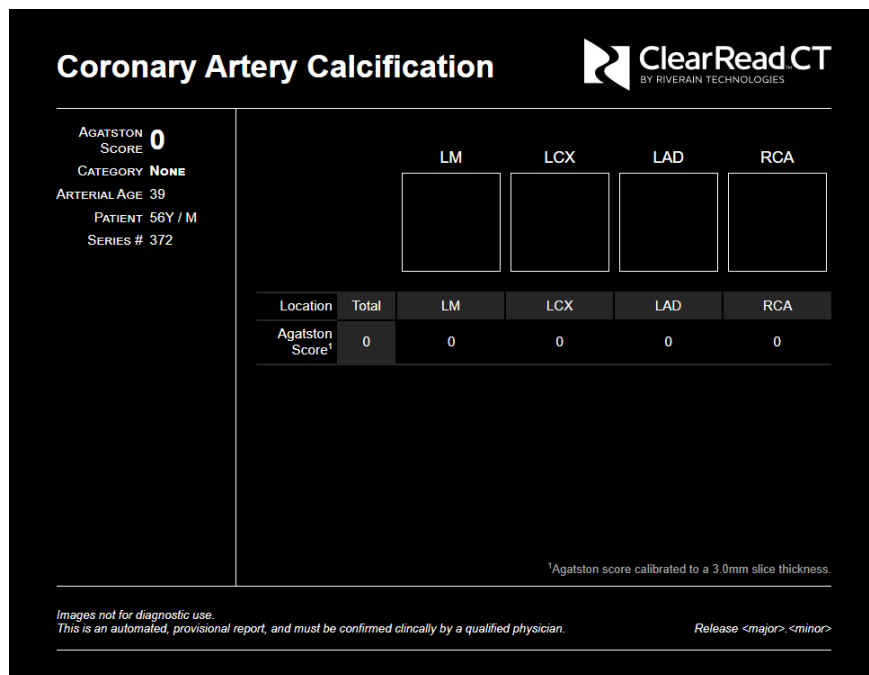 Coronary Artery Calcification
ClearRead CT™
BY RIVERAIN TECHNOLOGIES
AGATSTON SCORE 0
CATEGORY NONE
ARTERIAL AGE 39
PATIENT 56Y / M
SERIES # 372
LM LCX LAD RCA
Location Total LM LCX LAD RCA
Agatston Score¹ 0 0 0 0 0
¹Agatston score calibrated to a 3.0mm slice thickness.
Images not for diagnostic use.
This is an automated, provisional report, and must be confirmed clincally by a qualified physician. Release <major>.<minor>